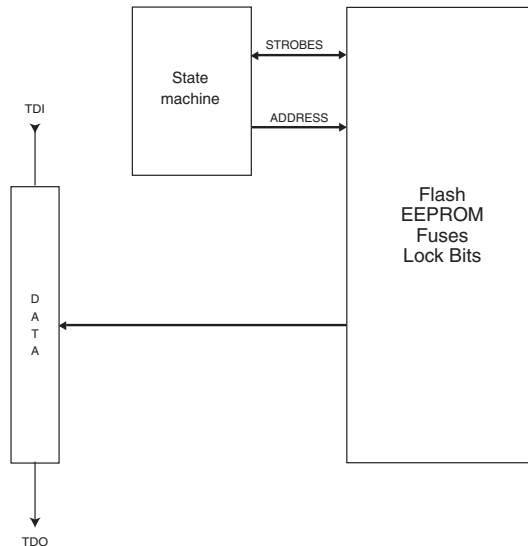 STROBES
State
machine
ADDRESS
TDI
Flash
EEPROM
Fuses
Lock Bits
D
A
T
A
TDO